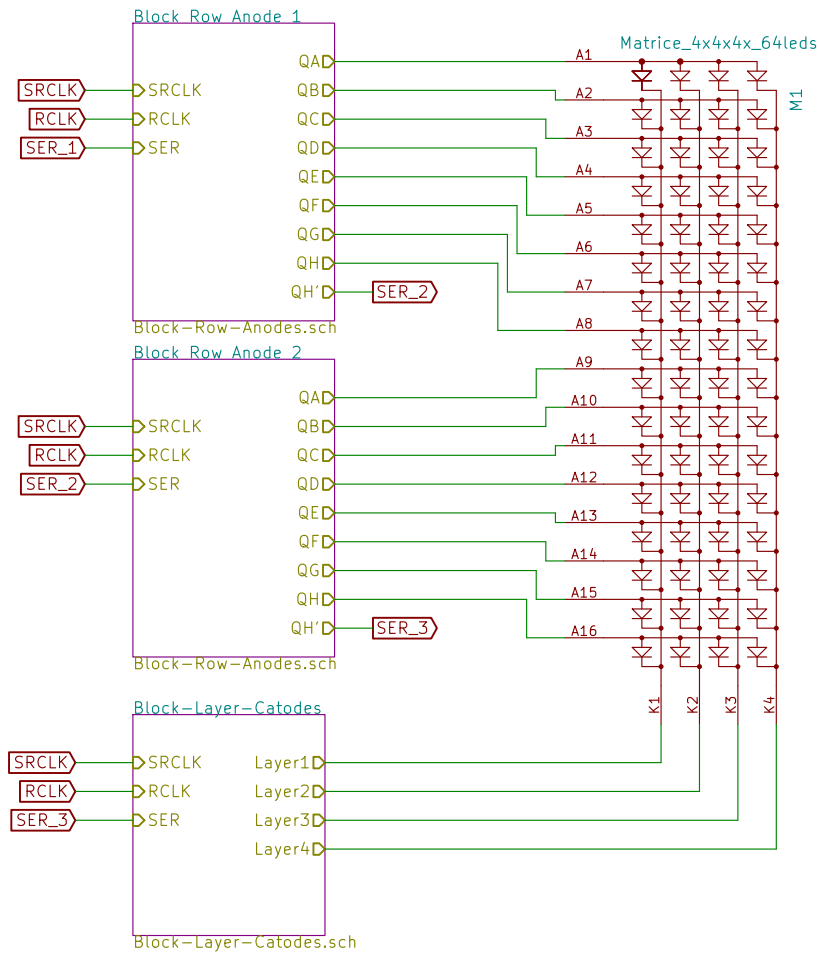 Block Row Anode 1
SRCLK
RCLK
SER_1
SRCLK
RCLK
SER
QA
QB
QC
QD
QE
QF
QG
QH
QH'
SER_2
Block-Row-Anodes.sch
Block Row Anode 2
SRCLK
RCLK
SER_2
SRCLK
RCLK
SER
QA
QB
QC
QD
QE
QF
QG
QH
QH'
SER_3
Block-Row-Anodes.sch
Block-Layer-Catodes
SRCLK
RCLK
SER_3
SRCLK
RCLK
SER
Layer1
Layer2
Layer3
Layer4
Block-Layer-Catodes.sch
Matrice_4x4x4x_64leds
M1
A1
A2
A3
A4
A5
A6
A7
A8
A9
A10
A11
A12
A13
A14
A15
A16
K1
K2
K3
K4